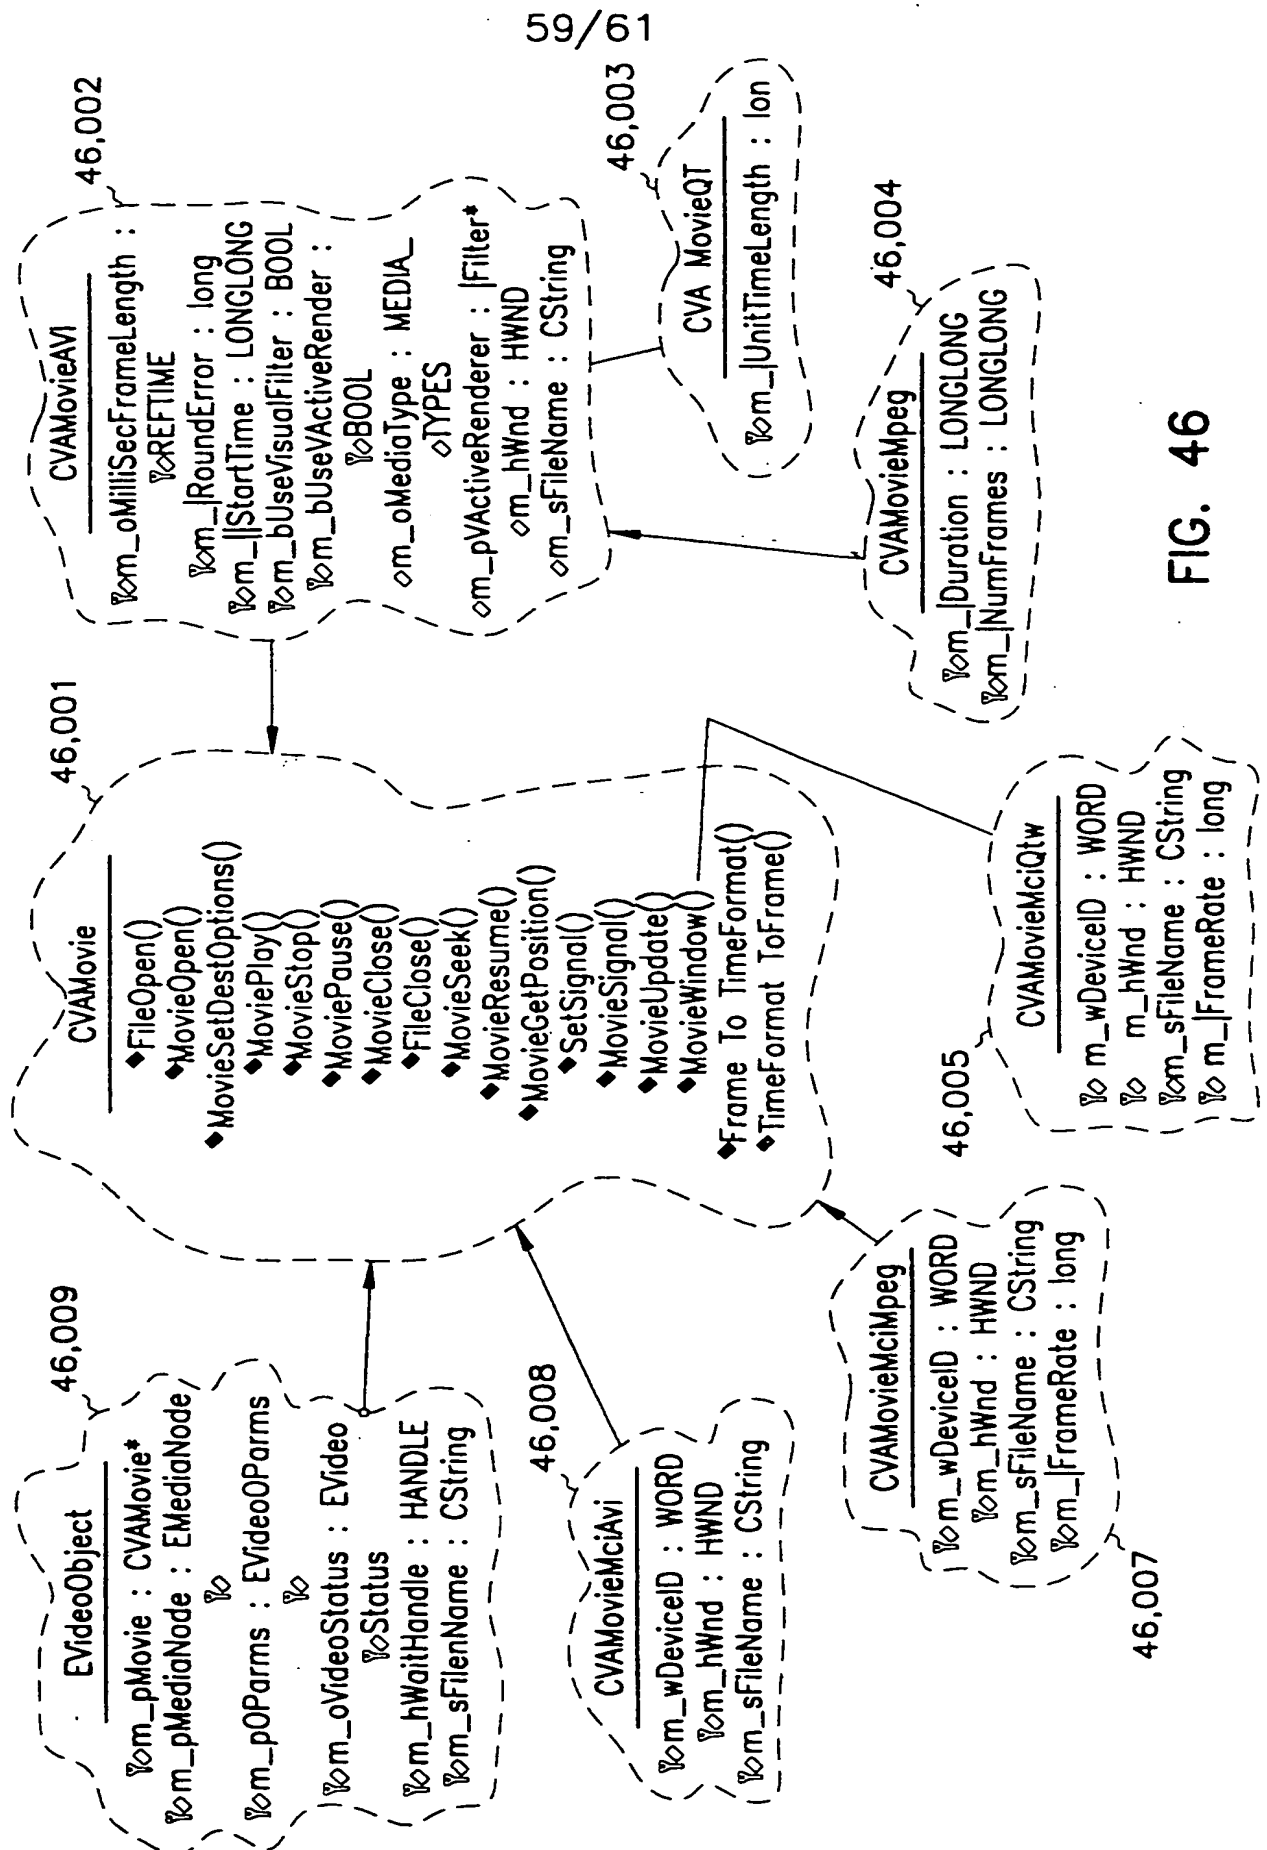 59/61
EVideoObject
m_pMovie : CVAMovie*
m_pMediaNode : EMediaNode
m_pOParms : EVideoOParms
m_oVideoStatus : EVideo
Status
m_hWaitHandle : HANDLE
m_sFilenName : CString
46,009
CVAMovie
FileOpen()
MovieOpen()
MovieSetDestOptions()
MoviePlay()
MovieStop()
MoviePause()
MovieClose()
FileClose()
MovieSeek()
MovieResume()
MovieGetPosition()
SetSignal()
MovieSignal()
MovieUpdate()
MovieWindow()
Frame To TimeFormat()
TimeFormat ToFrame()
46,001
CVAMovieAVI
m_oMilliSecFrameLength :
REFTIME
m_lRoundError : long
m_llStartTime : LONGLONG
m_bUseVisualFilter : BOOL
m_bUseVActiveRender :
BOOL
m_oMediaType : MEDIA_
TYPES
m_pVActiveRenderer : IFilter*
m_hWnd : HWND
m_sFileName : CString
46,002
CVA MovieQT
m_lUnitTimeLength : lon
46,003
CVAMovieMpeg
m_lDuration : LONGLONG
m_lNumFrames : LONGLONG
46,004
CVAMovieMciAvi
m_wDeviceID : WORD
m_hWnd : HWND
m_sFileName : CString
46,008
CVAMovieMciMpeg
m_wDeviceID : WORD
m_hWnd : HWND
m_sFileName : CString
m_lFrameRate : long
46,007
CVAMovieMciQtw
m_wDeviceID : WORD
m_hWnd : HWND
m_sFileName : CString
m_lFrameRate : long
46,005
FIG. 46